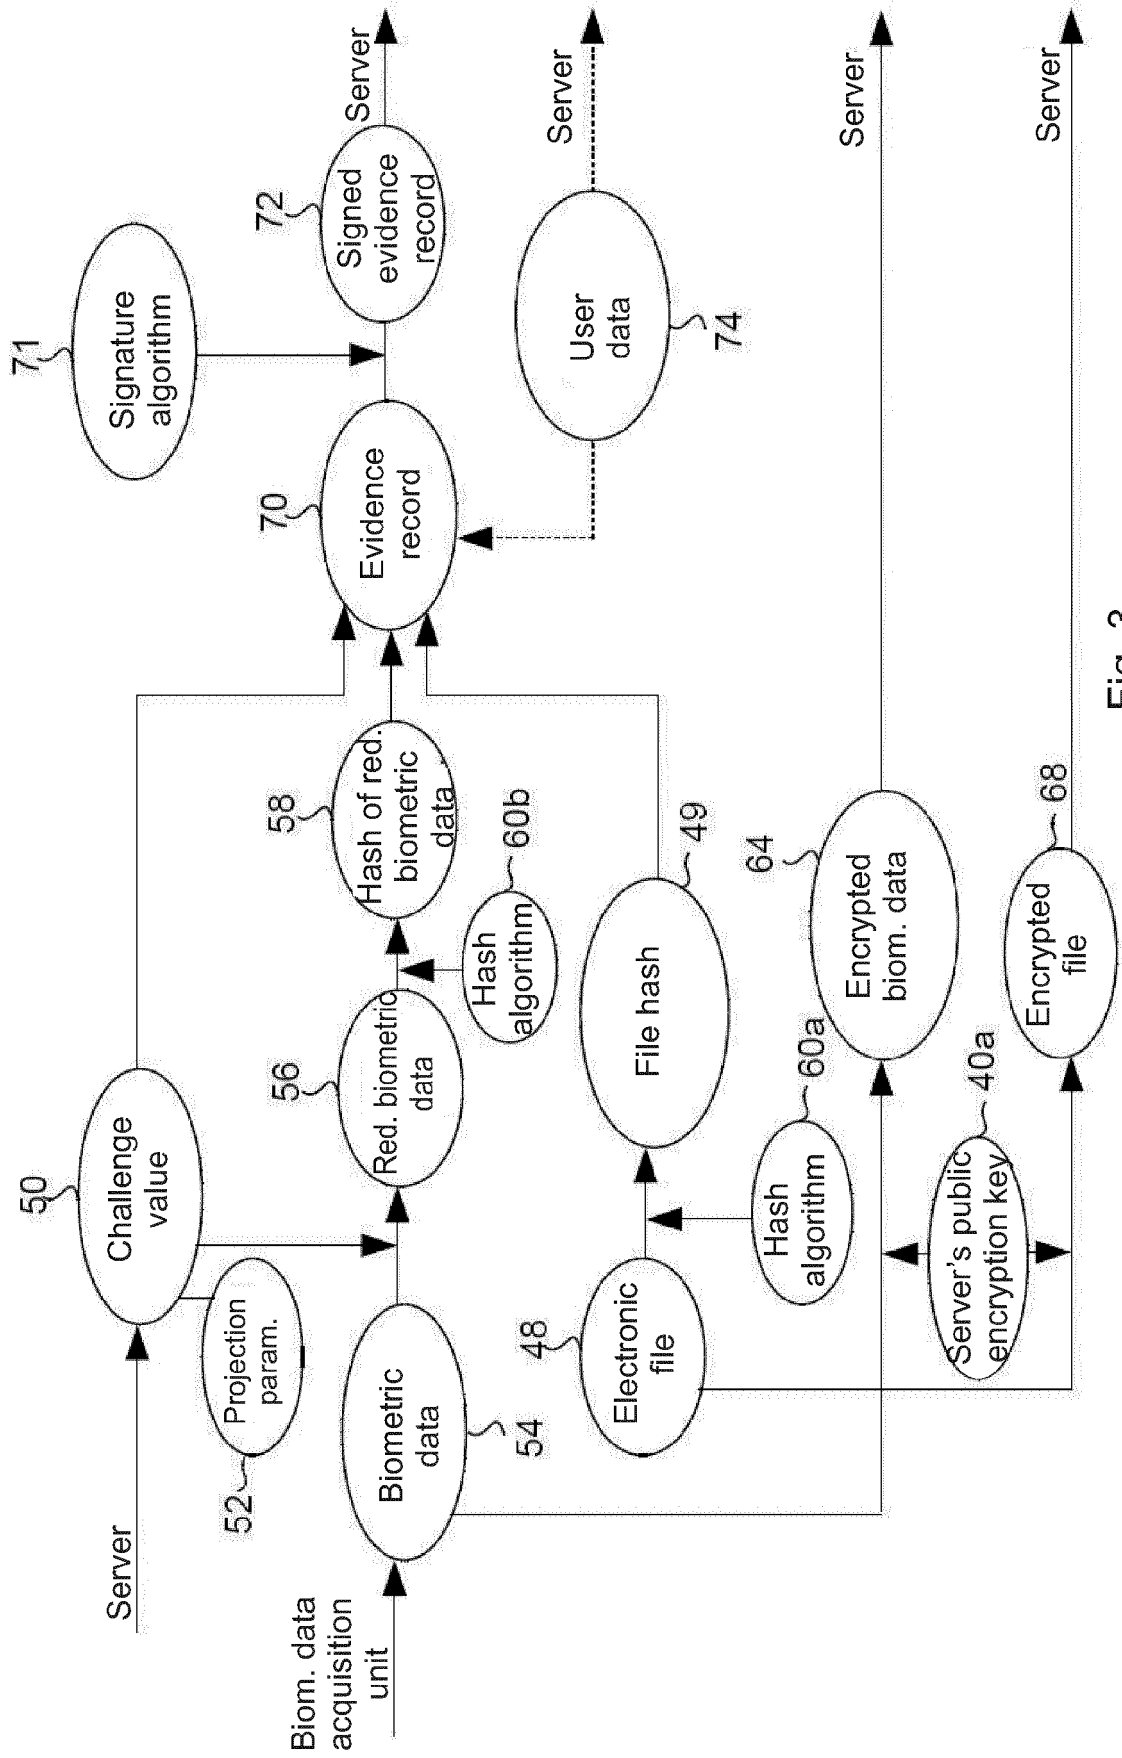 Server
50
Challenge
value
52
Projection
param.
71
Signature
algorithm
Biom. data
acquisition
unit
Biometric
data
54
56
Red. biometric
data
58
Hash of red.
biometric
data
60b
Hash
algorithm
70
Evidence
record
72
Signed
evidence
record
Server
48
Electronic
file
60a
Hash
algorithm
49
File hash
74
User
data
Server
64
Encrypted
biom. data
Server
40a
Server's public
encryption key
68
Encrypted
file
Server
Fig. 3